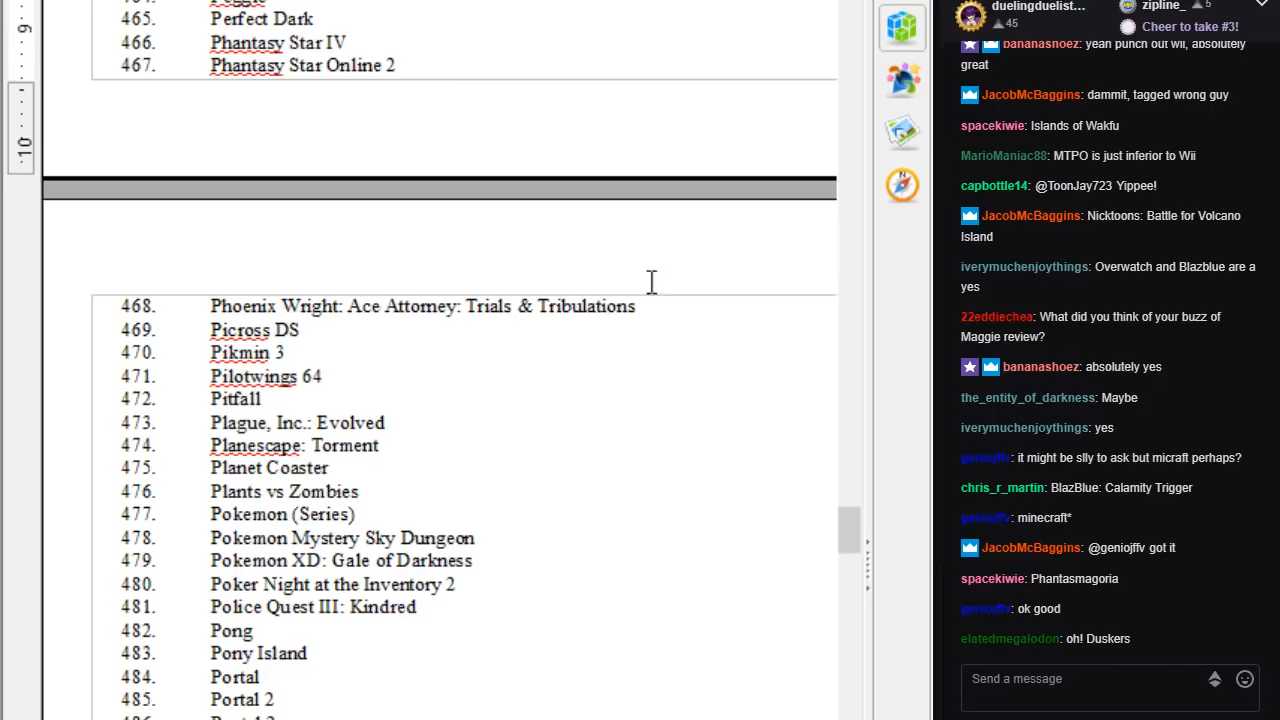 465. Perfect Dark
466. Phantasy Star IV
467. Phantasy Star Online 2
468. Phoenix Wright: Ace Attorney: Trials & Tribulations
469. Picross DS
470. Pikmin 3
471. Pilotwings 64
472. Pitfall
473. Plague, Inc.: Evolved
474. Planescape: Torment
475. Planet Coaster
476. Plants vs Zombies
477. Pokemon (Series)
478. Pokemon Mystery Sky Dungeon
479. Pokemon XD: Gale of Darkness
480. Poker Night at the Inventory 2
481. Police Quest III: Kindred
482. Pong
483. Pony Island
484. Portal
485. Portal 2
9
10
duelingduelist...
45
zipline_ 5
Cheer to take #3!
bananashoez: yeah punch out wii, absolutely
great
JacobMcBaggins: dammit, tagged wrong guy
spacekiwie: Islands of Wakfu
MarioManiac88: MTPO is just inferior to Wii
capbottle14: @ToonJay723 Yippee!
JacobMcBaggins: Nicktoons: Battle for Volcano
Island
iverymuchenjoythings: Overwatch and Blazblue are a
yes
22eddiechea: What did you think of your buzz of
Maggie review?
bananashoez: absolutely yes
the_entity_of_darkness: Maybe
iverymuchenjoythings: yes
geniojffv: it might be slly to ask but micraft perhaps?
chris_r_martin: BlazBlue: Calamity Trigger
geniojffv: minecraft*
JacobMcBaggins: @geniojffv got it
spacekiwie: Phantasmagoria
geniojffv: ok good
elatedmegalodon: oh! Duskers
Send a message